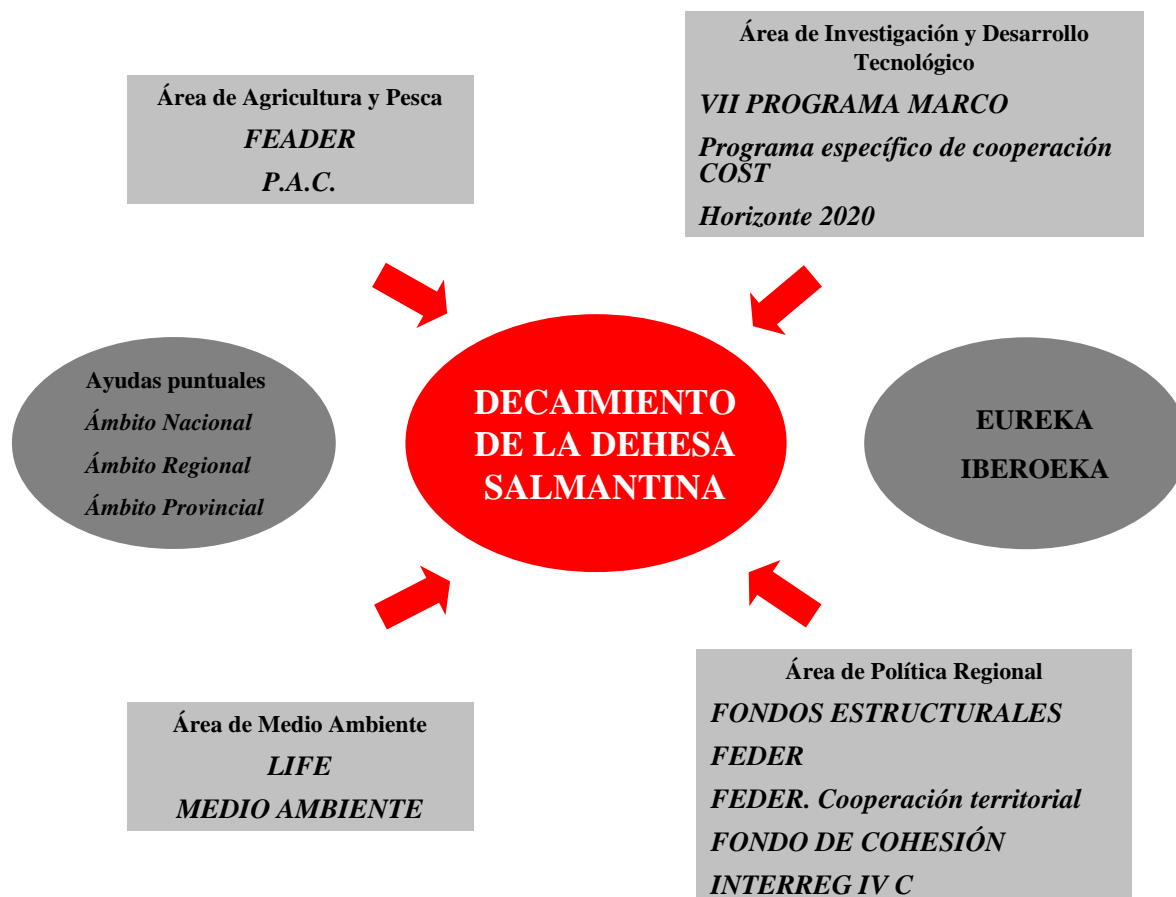 Área de Agricultura y Pesca
FEADER
P.A.C.
Área de Investigación y Desarrollo
Tecnológico
VII PROGRAMA MARCO
Programa específico de cooperación
COST
Horizonte 2020
Ayudas puntuales
Ámbito Nacional
Ámbito Regional
Ámbito Provincial
DECAIMIENTO
DE LA DEHESA
SALMANTINA
EUREKA
IBEROEKA
Área de Medio Ambiente
LIFE
MEDIO AMBIENTE
Área de Política Regional
FONDOS ESTRUCTURALES
FEDER
FEDER. Cooperación territorial
FONDO DE COHESIÓN
INTERREG IV C